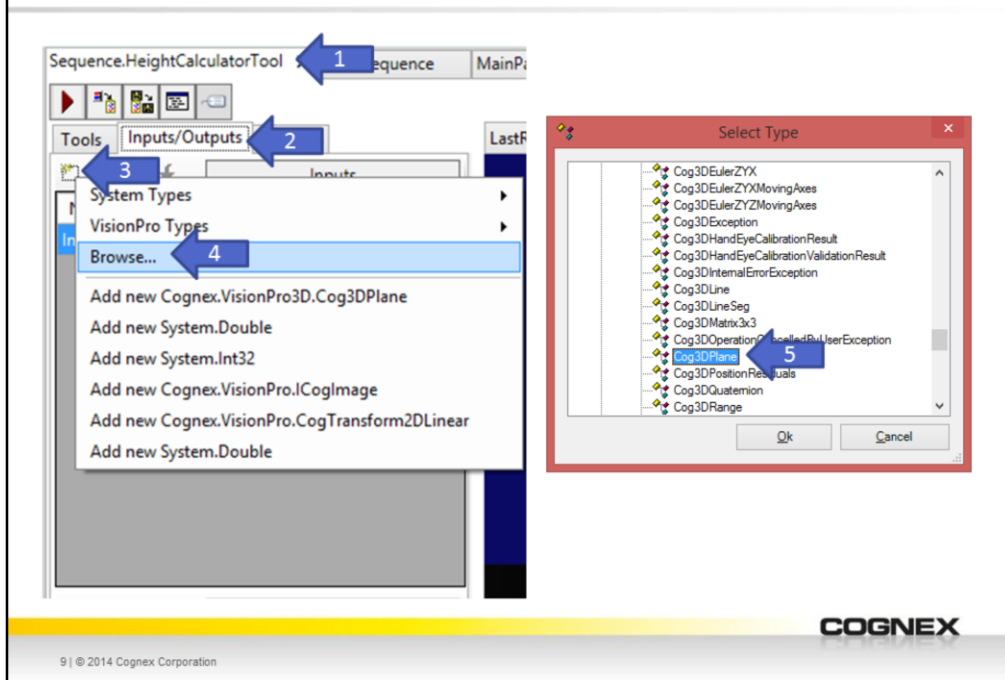 Sequence.HeightCalculatorTool
1
equence
MainPa
Tools
Inputs/Outputs
2
LastR
3
Inputs
System Types
VisionPro Types
In
Browse...
4
Add new Cognex.VisionPro3D.Cog3DPlane
Add new System.Double
Add new System.Int32
Add new Cognex.VisionPro.ICogImage
Add new Cognex.VisionPro.CogTransform2DLinear
Add new System.Double
Select Type
Cog3DEulerZYX
Cog3DEulerZYXMovingAxes
Cog3DEulerZYZMovingAxes
Cog3DException
Cog3DHandEyeCalibrationResult
Cog3DHandEyeCalibrationValidationResult
Cog3DInternalErrorException
Cog3DLine
Cog3DLineSeg
Cog3DMatrix3x3
Cog3DOperationCancelledByUserException
Cog3DPlane
5
Cog3DPositionResiduals
Cog3DQuaternion
Cog3DRange
Ok
Cancel
COGNEX
9 | © 2014 Cognex Corporation